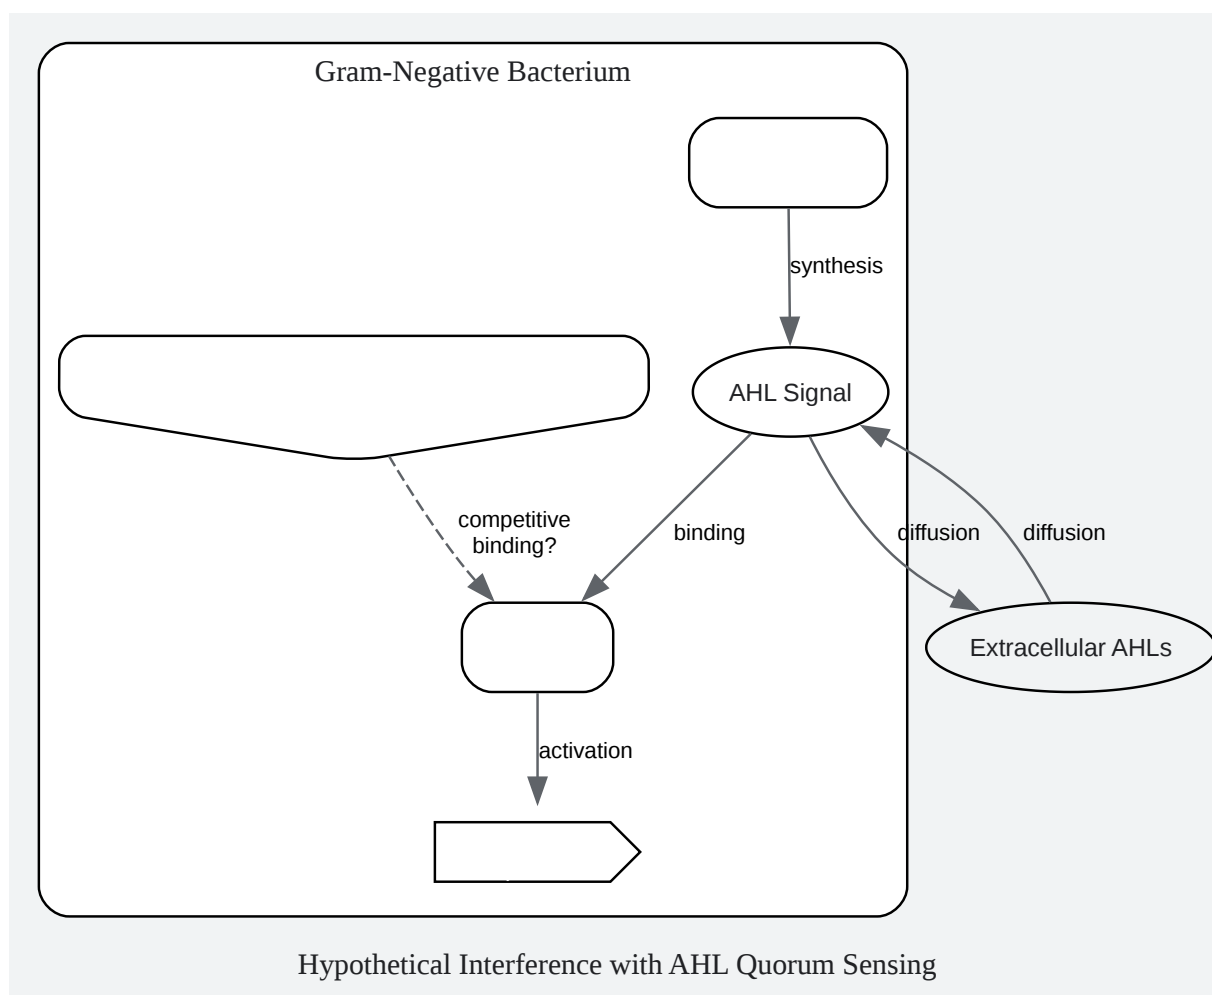 Gram-Negative Bacterium
synthesis
AHL Signal
competitive
binding?
binding
diffusion
diffusion
Extracellular AHLs
activation
Hypothetical Interference with AHL Quorum Sensing